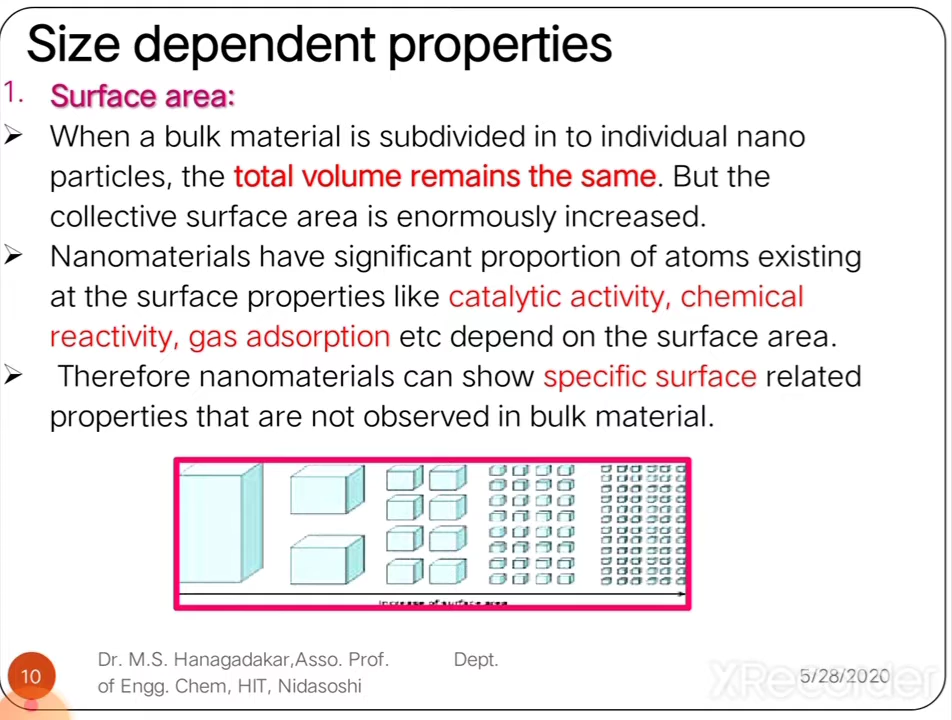 Size dependent properties
1. Surface area:
➢ When a bulk material is subdivided in to individual nano
particles, the total volume remains the same. But the
collective surface area is enormously increased.
➢ Nanomaterials have significant proportion of atoms existing
at the surface properties like catalytic activity, chemical
reactivity, gas adsorption etc depend on the surface area.
➢ Therefore nanomaterials can show specific surface related
properties that are not observed in bulk material.
Increase of surface area
10
Dr. M.S. Hanagadakar,Asso. Prof. Dept.
of Engg. Chem, HIT, Nidasoshi
5/28/2020
XRecorder